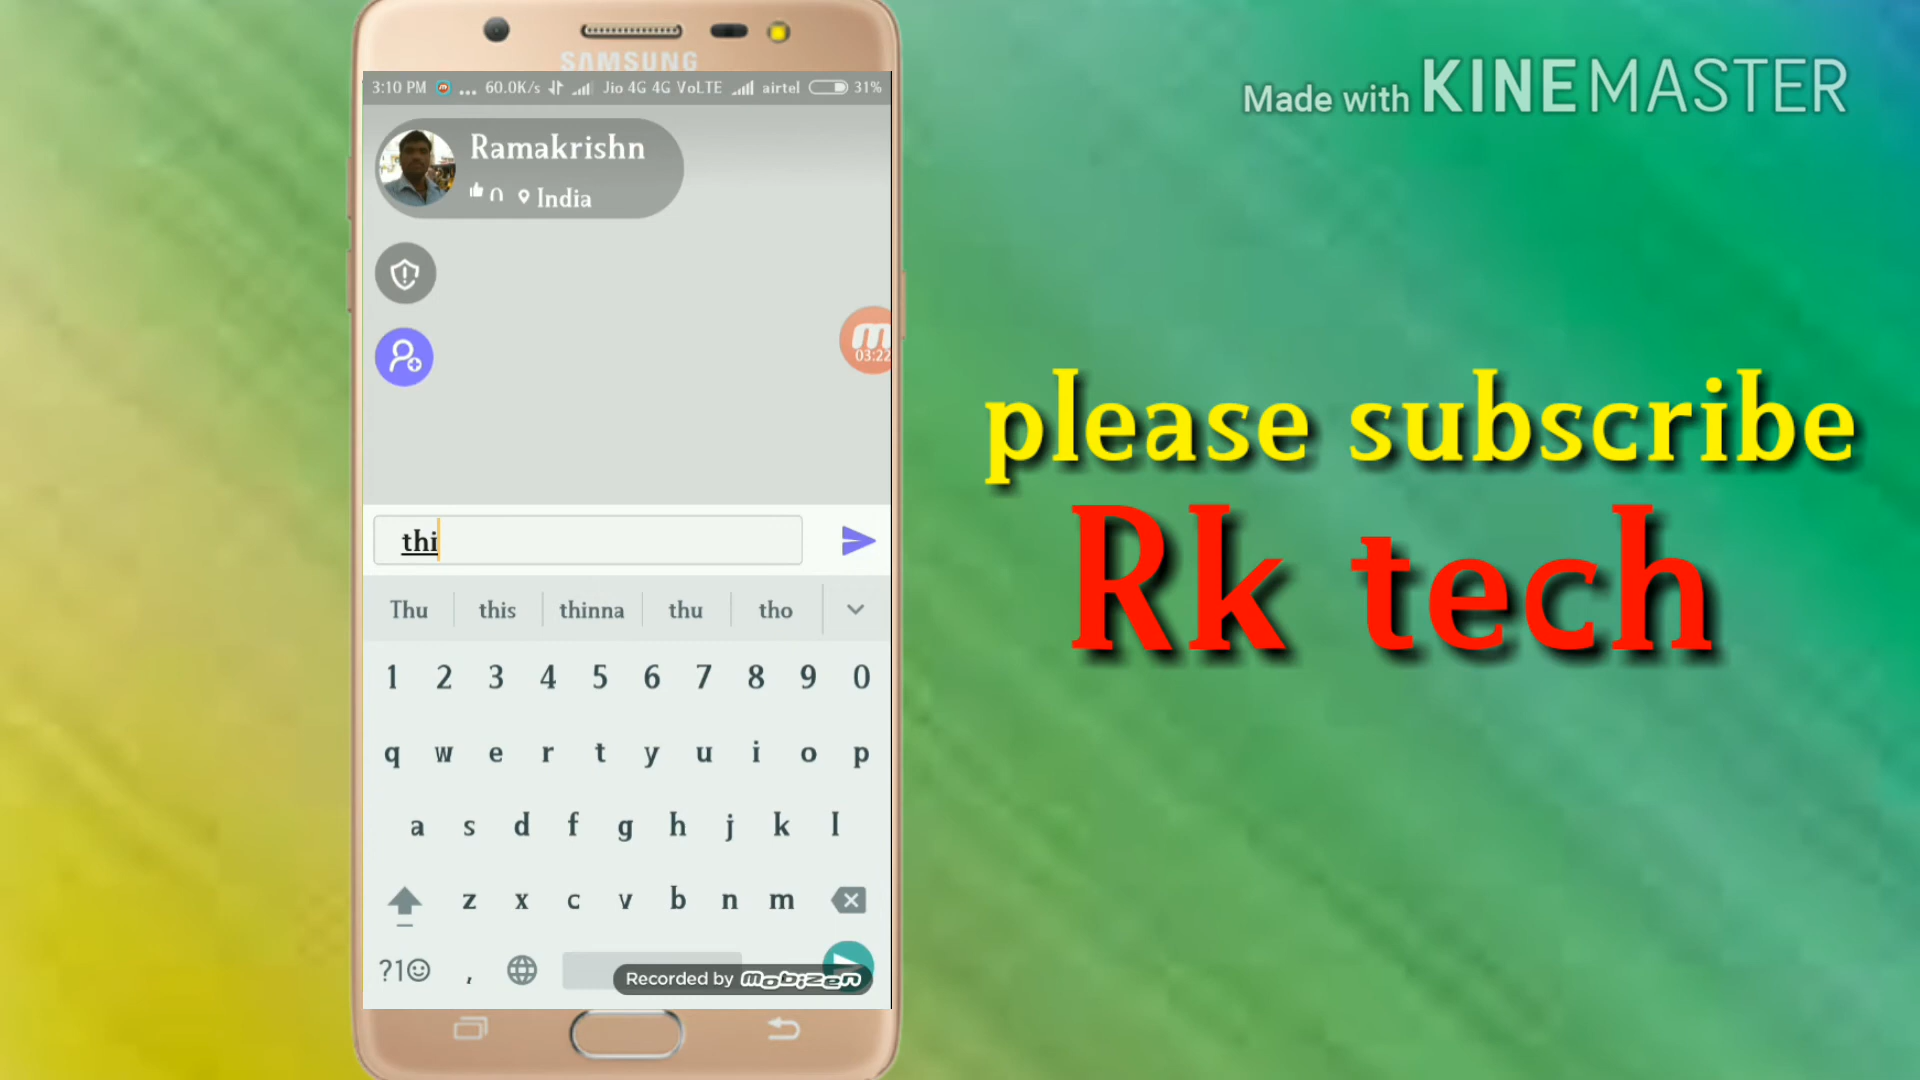 SAMSUNG
3:10 PM ... 60.0K/s Jio 4G 4G VoLTE airtel 31%
Made with KINEMASTER
Ramakrishn
India
03:22
please subscribe
Rk tech
thi
Thu this thinna thu tho
1 2 3 4 5 6 7 8 9 0
q w e r t y u i o p
a s d f g h j k l
z x c v b n m
?1☺ ,
Recorded by mobizen